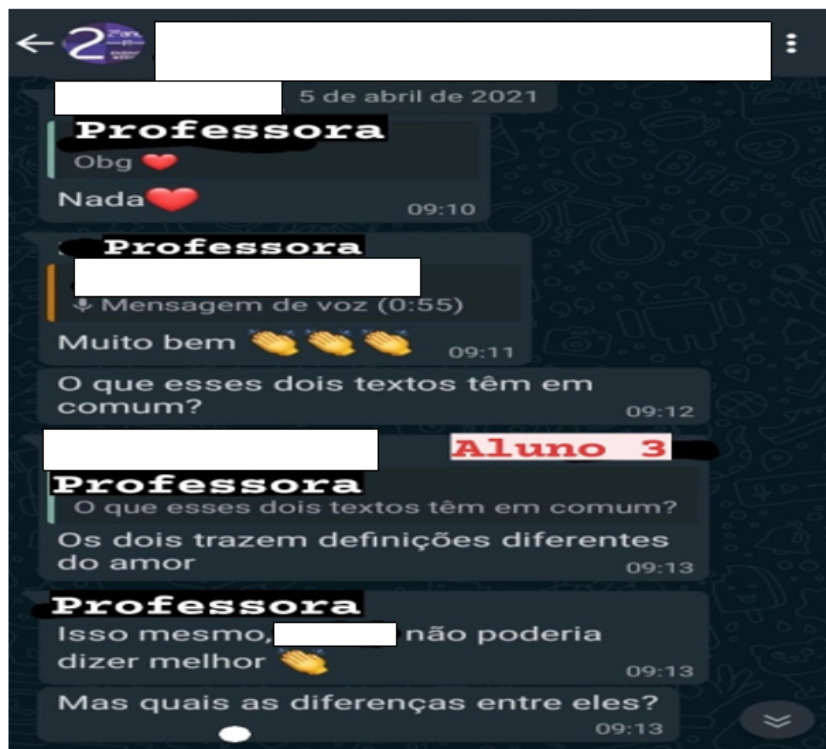 2
2º ano
5 de abril de 2021
Professora
Obg ❤️
Nada❤️
09:10
Professora
Mensagem de voz (0:55)
Muito bem 👏👏👏
09:11
O que esses dois textos têm em
comum?
09:12
Aluno 3
Professora
O que esses dois textos têm em comum?
Os dois trazem definições diferentes
do amor
09:13
Professora
Isso mesmo, não poderia
dizer melhor 👏
09:13
Mas quais as diferenças entre eles?
09:13